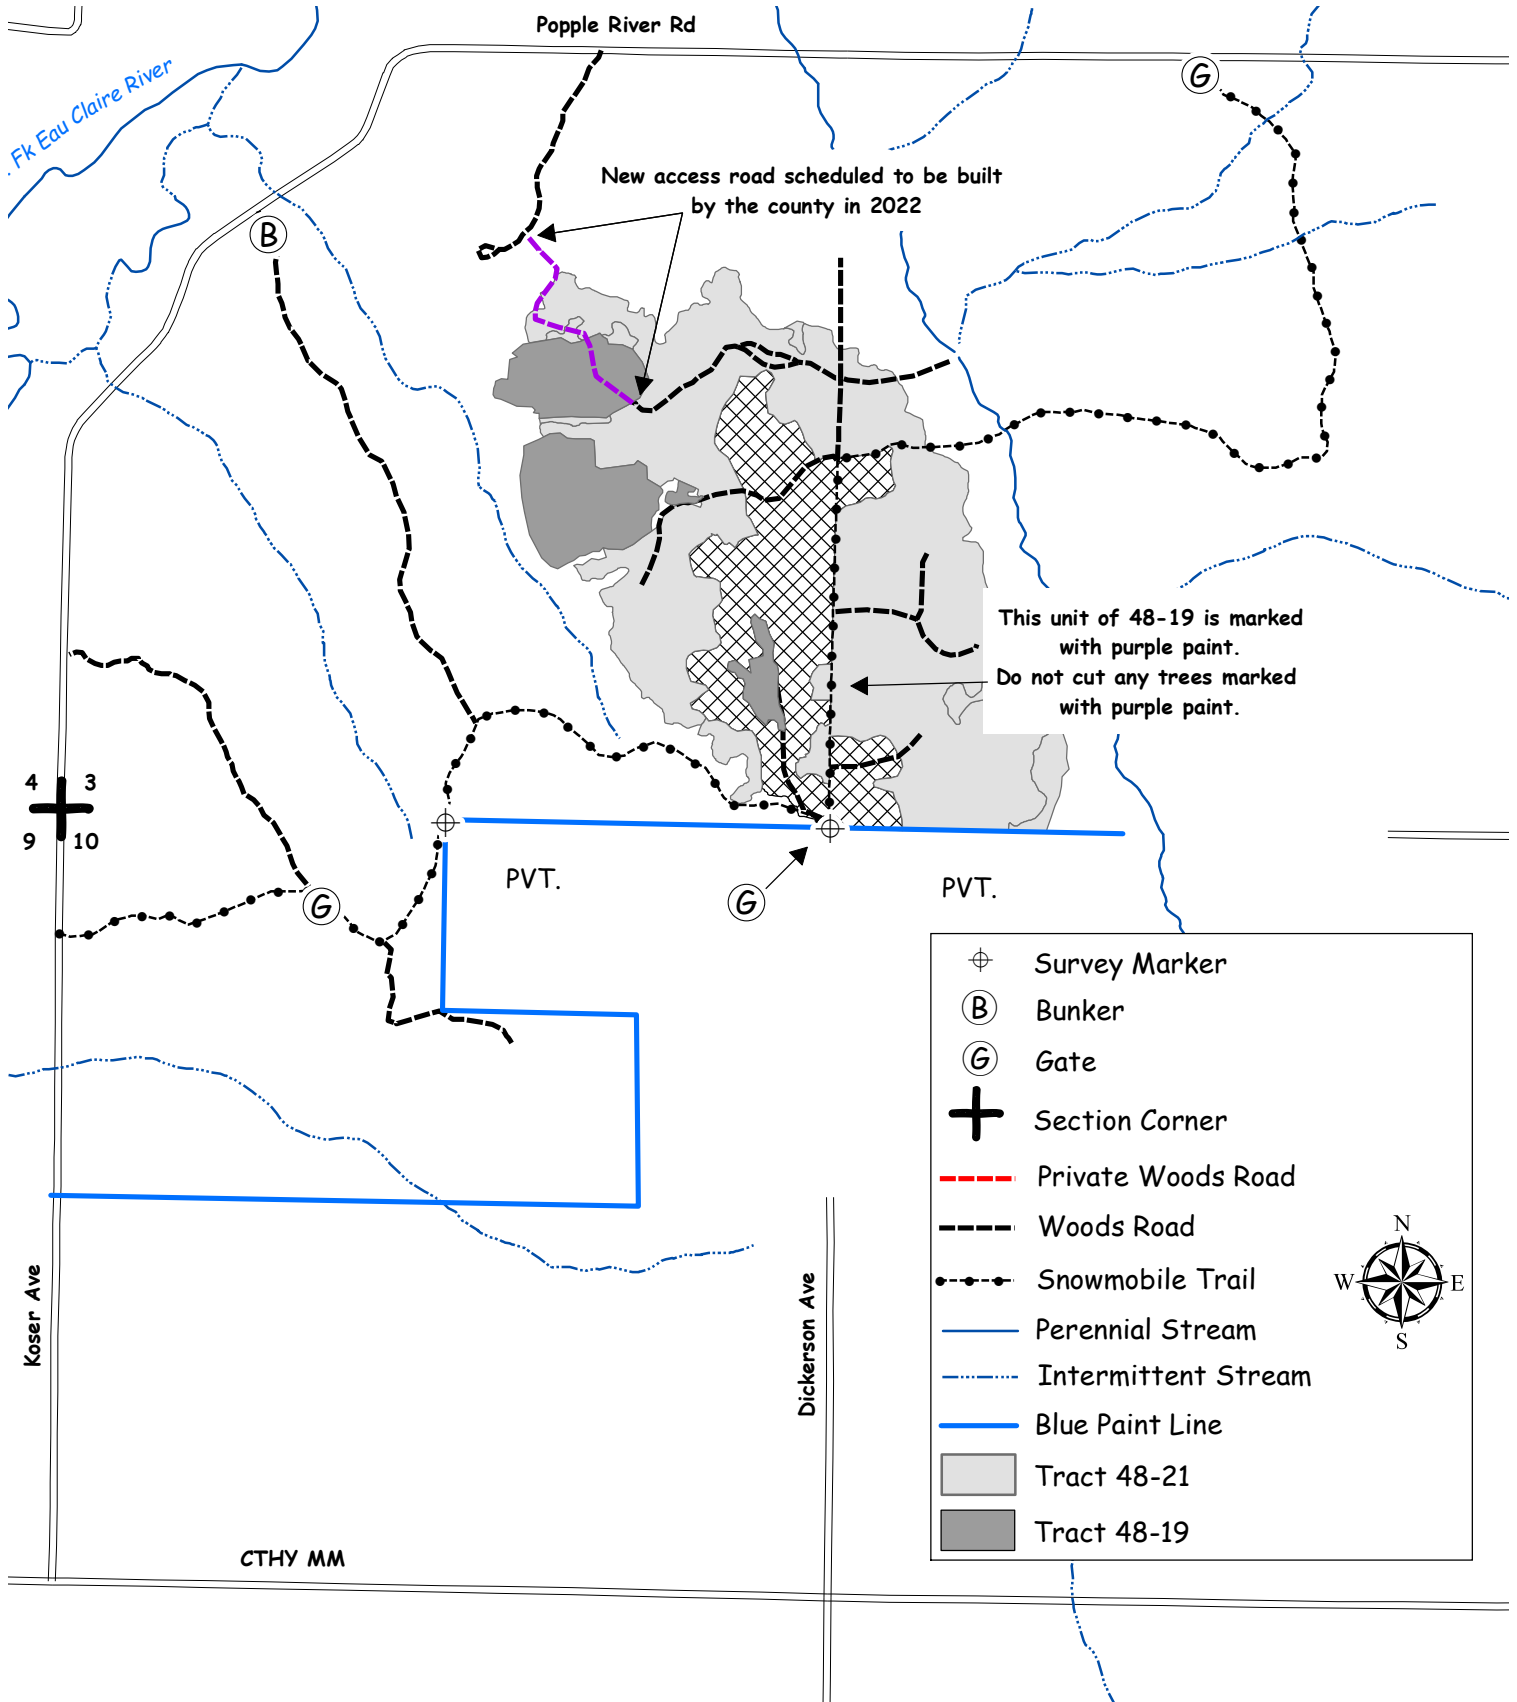 Popple River Rd
. Fk Eau Claire River
G
New access road scheduled to be built
by the county in 2022
B
This unit of 48-19 is marked
with purple paint.
Do not cut any trees marked
with purple paint.
4 3
9 10
PVT.
PVT.
G
G
Survey Marker
B Bunker
G Gate
Section Corner
Private Woods Road
Woods Road
Snowmobile Trail
Perennial Stream
Intermittent Stream
Blue Paint Line
Tract 48-21
Tract 48-19
N
W E
S
Koser Ave
Dickerson Ave
CTHY MM